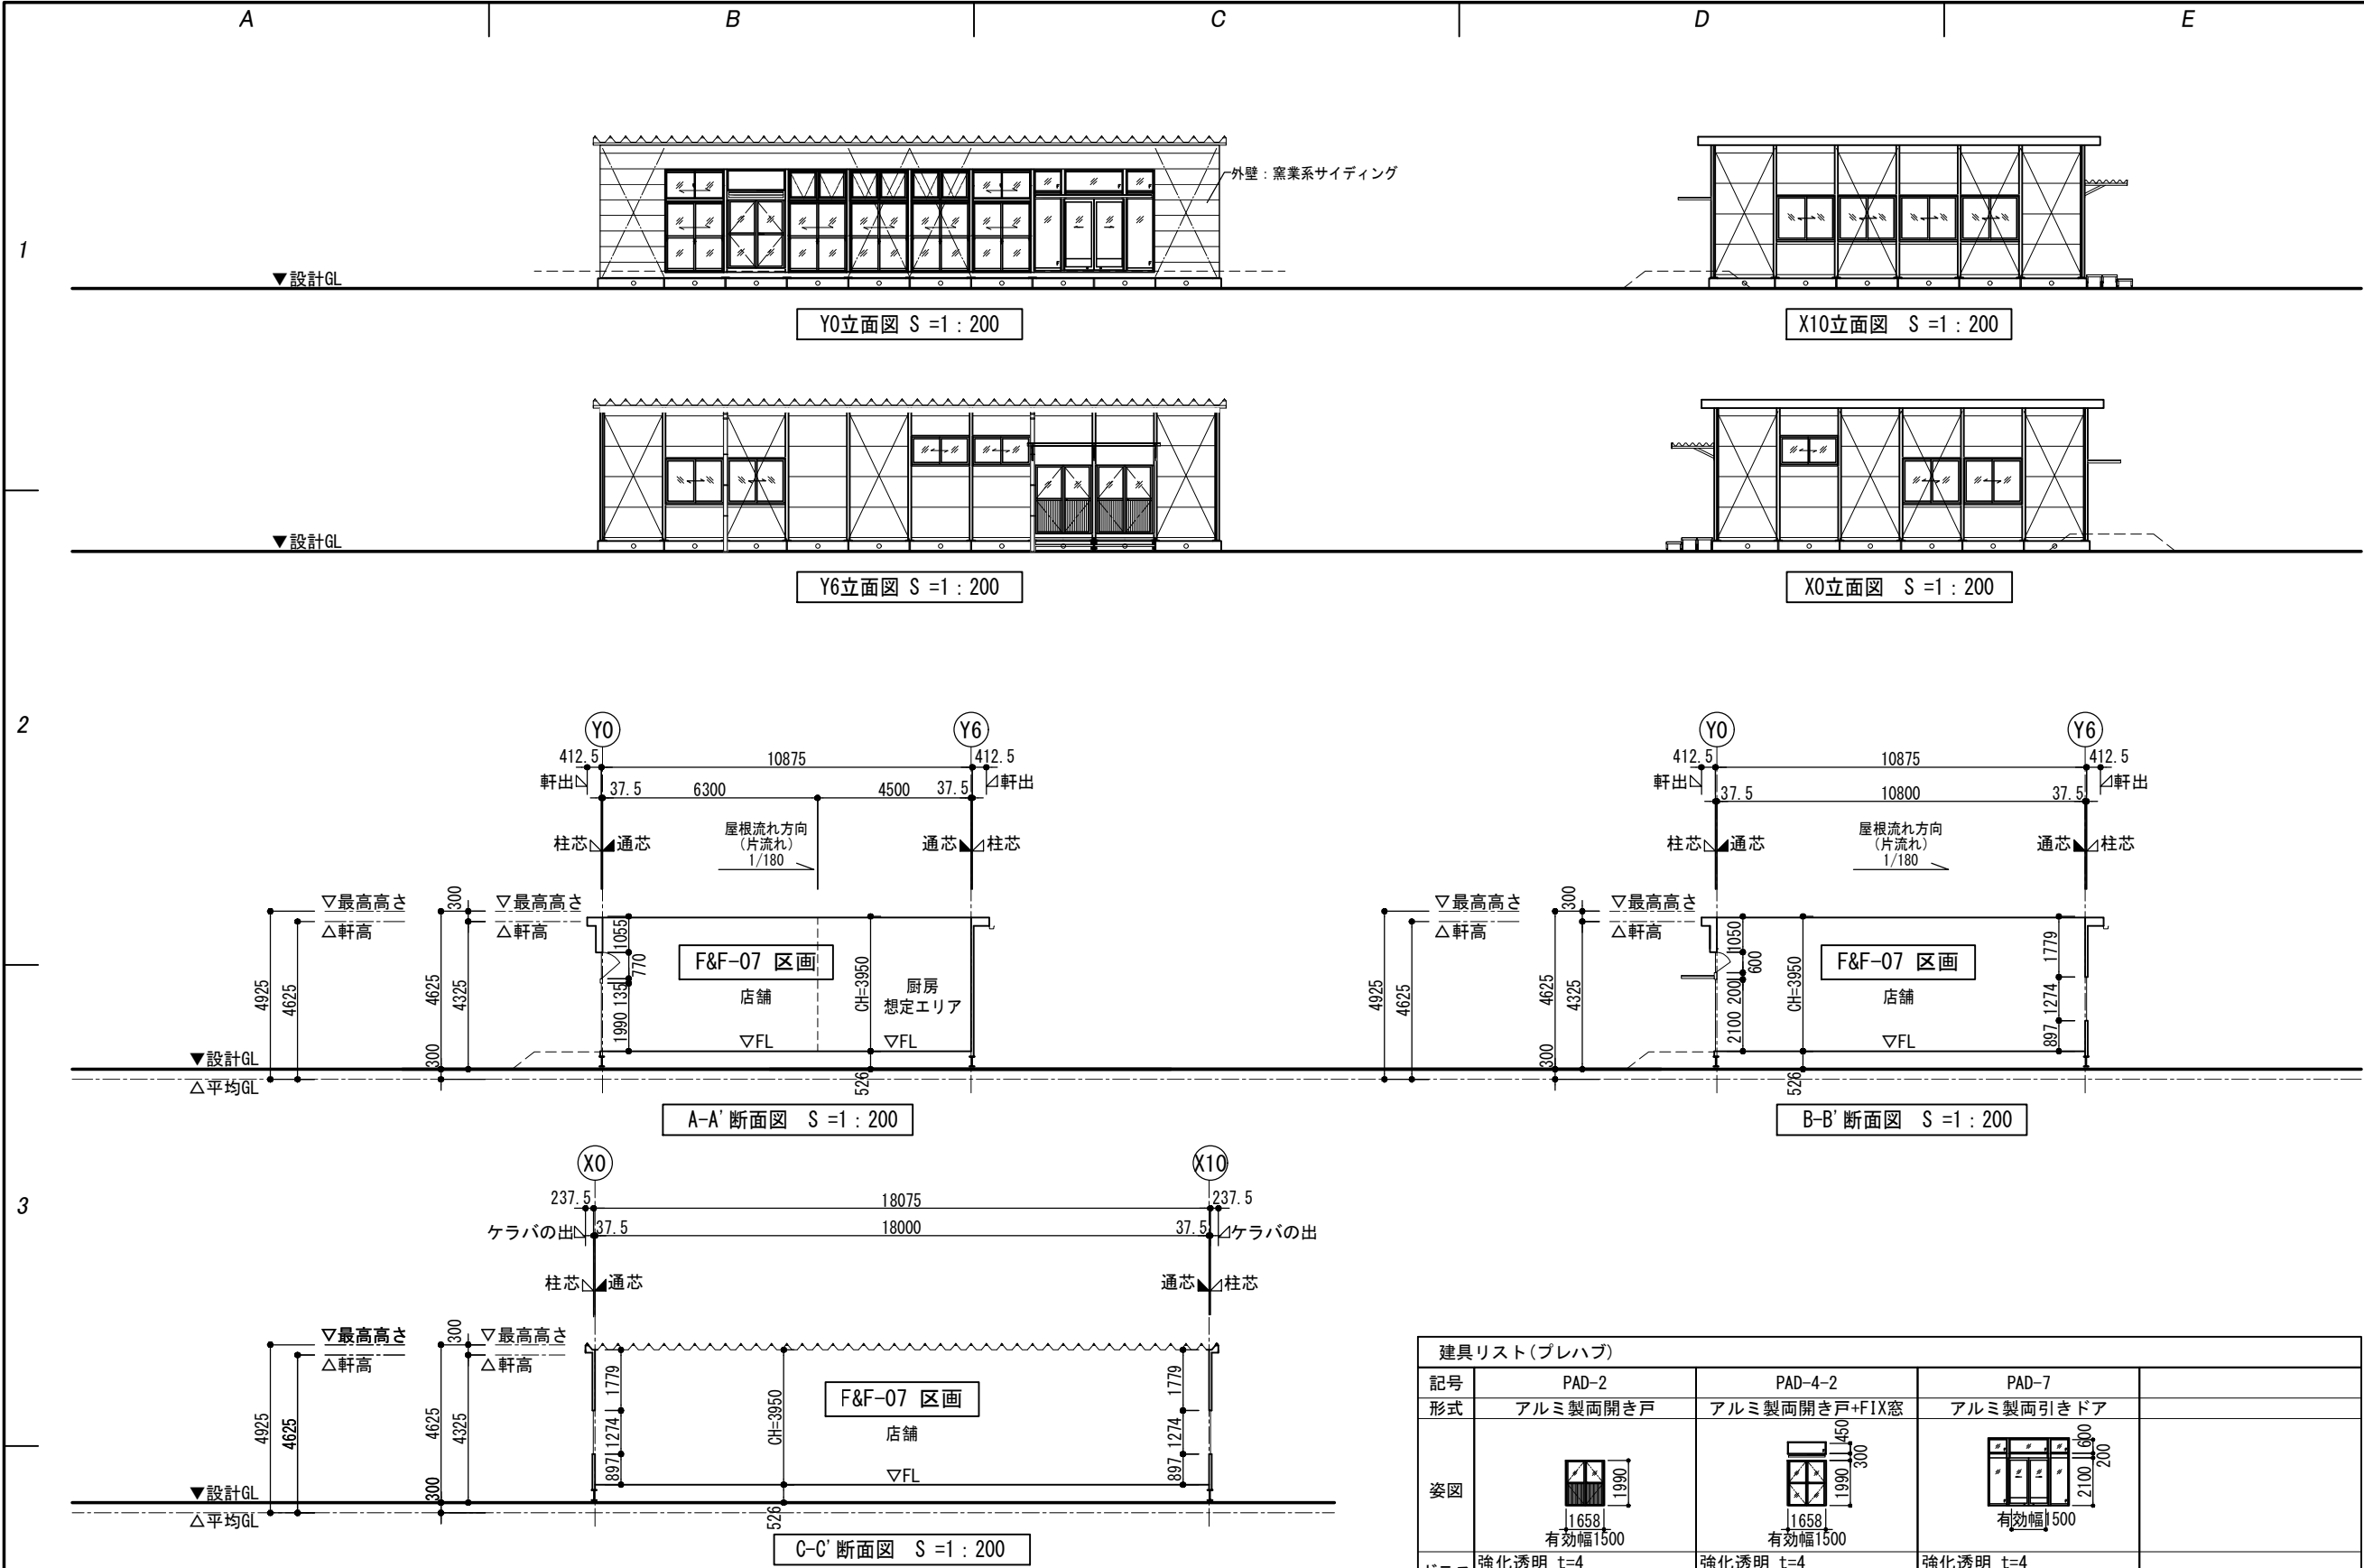 A B C D E
1
外壁：窯業系サイディング
▼設計GL
Y0立面図 S =1：200
X10立面図 S =1：200
▼設計GL
Y6立面図 S =1：200
X0立面図 S =1：200
2
Y0 Y6
412.5 10875 412.5
軒出 軒出
37.5 6300 4500 37.5
屋根流れ方向
(片流れ)
1/180
柱芯 通芯 通芯 柱芯
▽最高高さ 300 ▽最高高さ
△軒高 △軒高
4925 4625 4625 4325
1055 770 135 1990
F&F-07 区画
店舗
CH=3950
厨房
想定エリア
▽FL ▽FL
▼設計GL 300
△平均GL 526
A-A'断面図 S =1：200
Y0 Y6
412.5 10875 412.5
軒出 軒出
37.5 10800 37.5
屋根流れ方向
(片流れ)
1/180
柱芯 通芯 通芯 柱芯
▽最高高さ 300 ▽最高高さ
△軒高 △軒高
4925 4625 4625 4325
1050 600 200 2100
CH=3950
F&F-07 区画
店舗
1779 1274 897
▽FL
300
526
B-B'断面図 S =1：200
3
X0 X10
237.5 18075 237.5
ケラバの出 37.5 18000 37.5 ケラバの出
柱芯 通芯 通芯 柱芯
▽最高高さ 300 ▽最高高さ
△軒高 △軒高
4925 4625 4625 4325
1779 1274 897
CH=3950
F&F-07 区画
店舗
1779 1274 897
▽FL
▼設計GL 300
△平均GL 526
C-C'断面図 S =1：200
建具リスト(プレハブ)
記号 PAD-2 PAD-4-2 PAD-7
形式 アルミ製両開き戸 アルミ製両開き戸+FIX窓 アルミ製両引きドア
姿図
1990
1658
有効幅1500
450
300
1990
1658
有効幅1500
600
200
2100
有効幅1500
強化透明 t=4 強化透明 t=4 強化透明 t=4